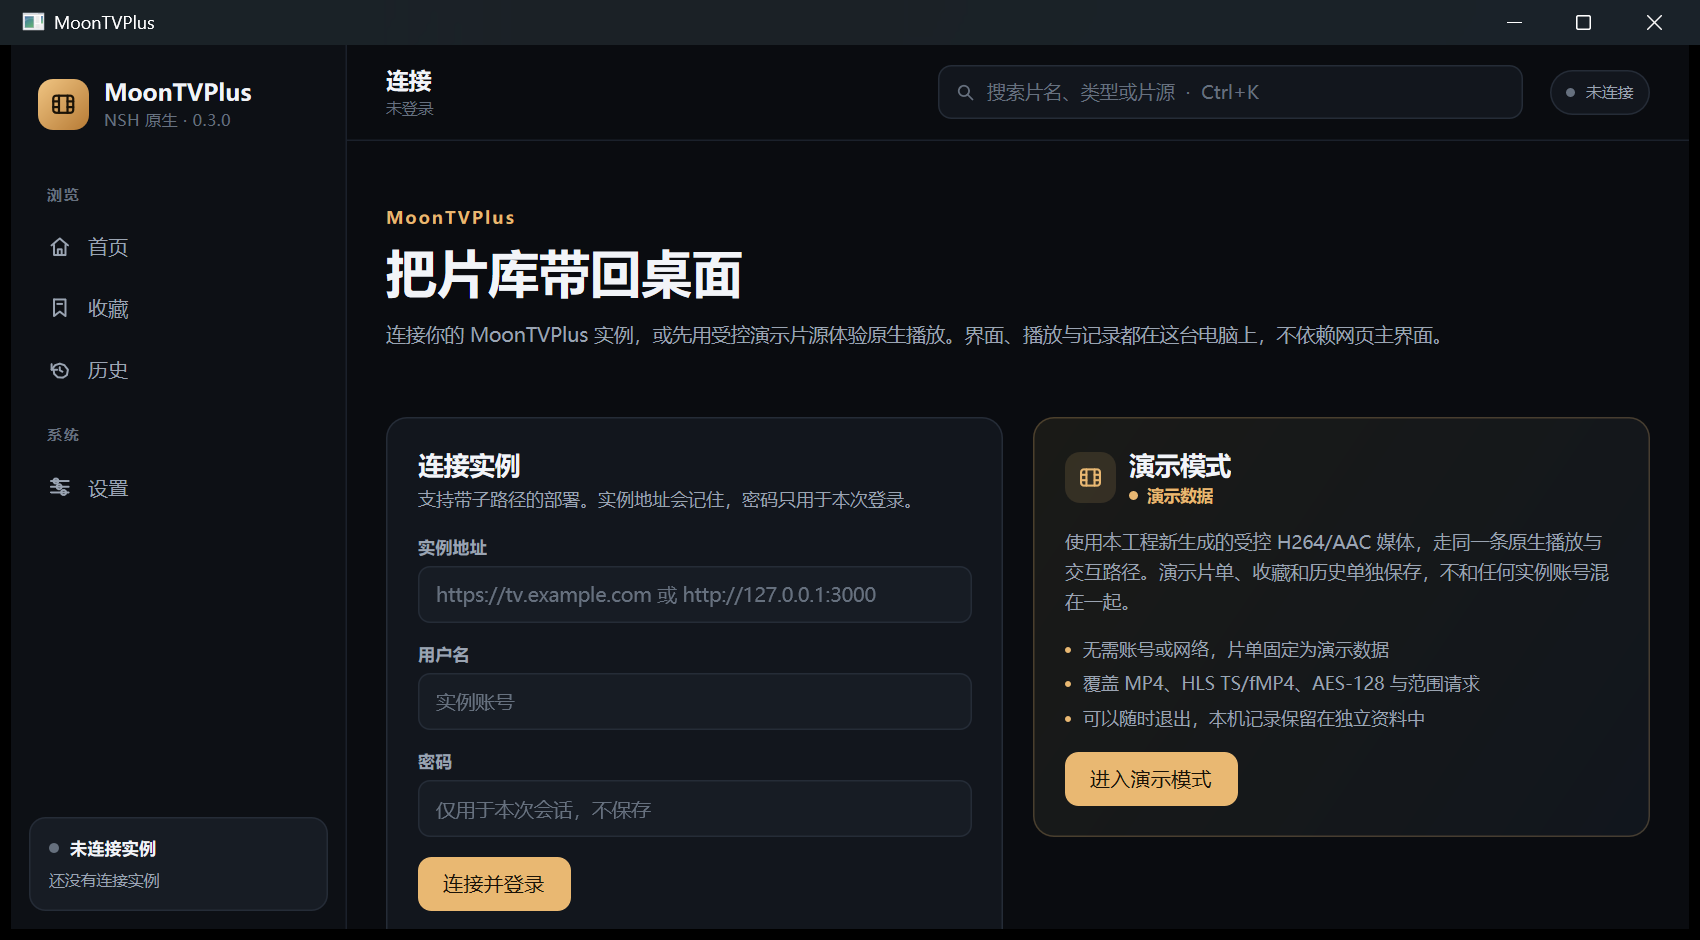 MoonTVPlus
MoonTVPlus
NSH 原生 · 0.3.0
浏览
首页
收藏
历史
系统
设置
未连接实例
还没有连接实例
连接
未登录
搜索片名、类型或片源 · Ctrl+K
未连接
MoonTVPlus
把片库带回桌面
连接你的 MoonTVPlus 实例，或先用受控演示片源体验原生播放。界面、播放与记录都在这台电脑上，不依赖网页主界面。
连接实例
支持带子路径的部署。实例地址会记住，密码只用于本次登录。
实例地址
https://tv.example.com 或 http://127.0.0.1:3000
用户名
实例账号
密码
仅用于本次会话，不保存
连接并登录
演示模式
演示数据
使用本工程新生成的受控 H264/AAC 媒体，走同一条原生播放与
交互路径。演示片单、收藏和历史单独保存，不和任何实例账号混
在一起。
• 无需账号或网络，片单固定为演示数据
• 覆盖 MP4、HLS TS/fMP4、AES-128 与范围请求
• 可以随时退出，本机记录保留在独立资料中
进入演示模式